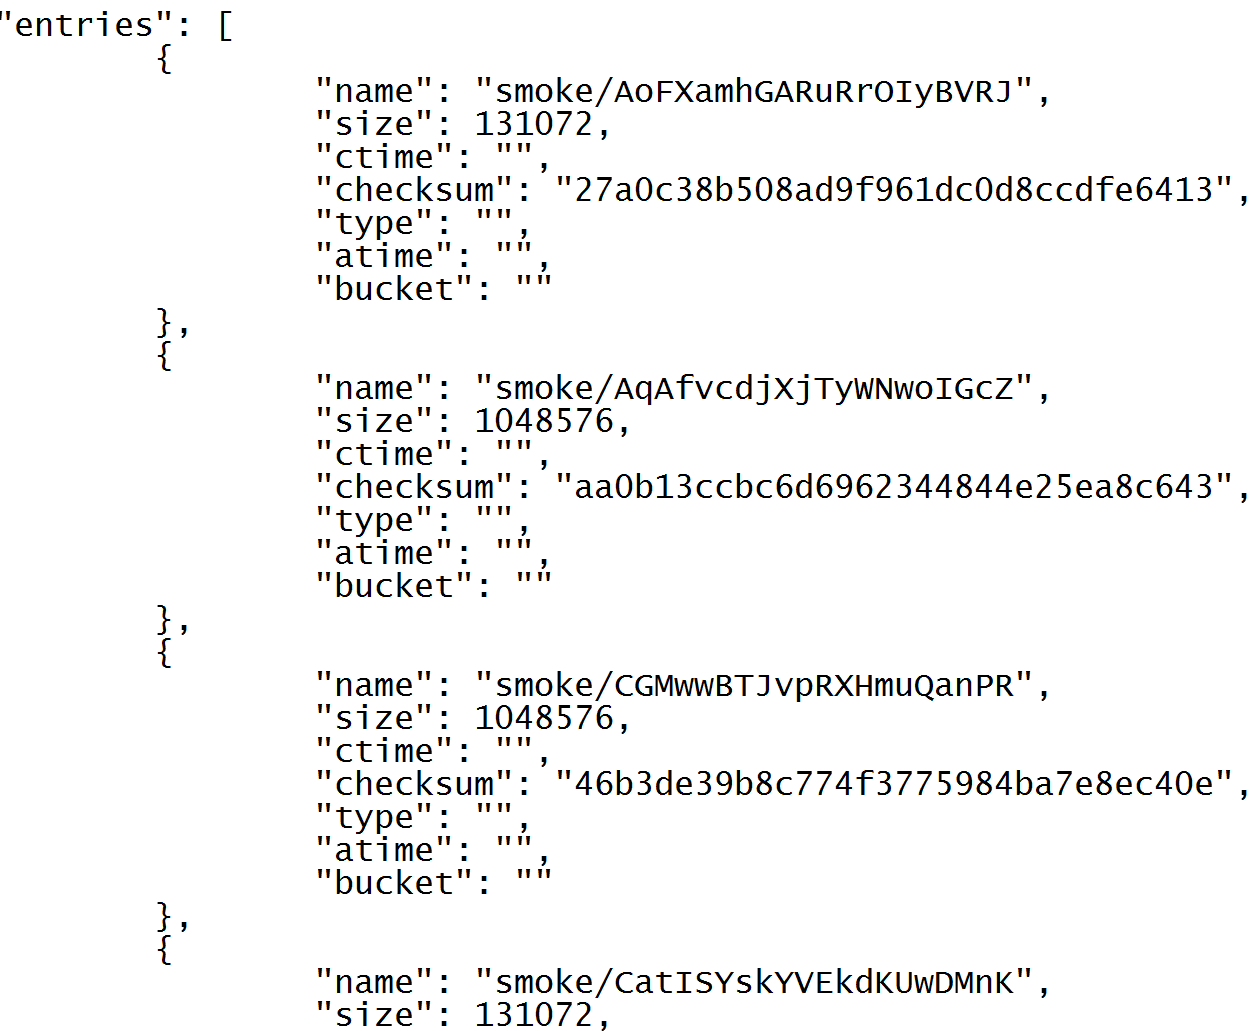 "entries": [
{
"name": "smoke/AoFXamhGARuRrOIyBVRJ",
"size": 131072,
"ctime": "",
"checksum": "27a0c38b508ad9f961dc0d8ccdfe6413",
"type": "",
"atime": "",
"bucket": ""
},
{
"name": "smoke/AqAfvcdjXjTyWNwoIGcZ",
"size": 1048576,
"ctime": "",
"checksum": "aa0b13ccbc6d6962344844e25ea8c643",
"type": "",
"atime": "",
"bucket": ""
},
{
"name": "smoke/CGMwwBTJvpRXHmuQanPR",
"size": 1048576,
"ctime": "",
"checksum": "46b3de39b8c774f3775984ba7e8ec40e",
"type": "",
"atime": "",
"bucket": ""
},
{
"name": "smoke/CatISYskYVEkdKUwDMnK",
"size": 131072,